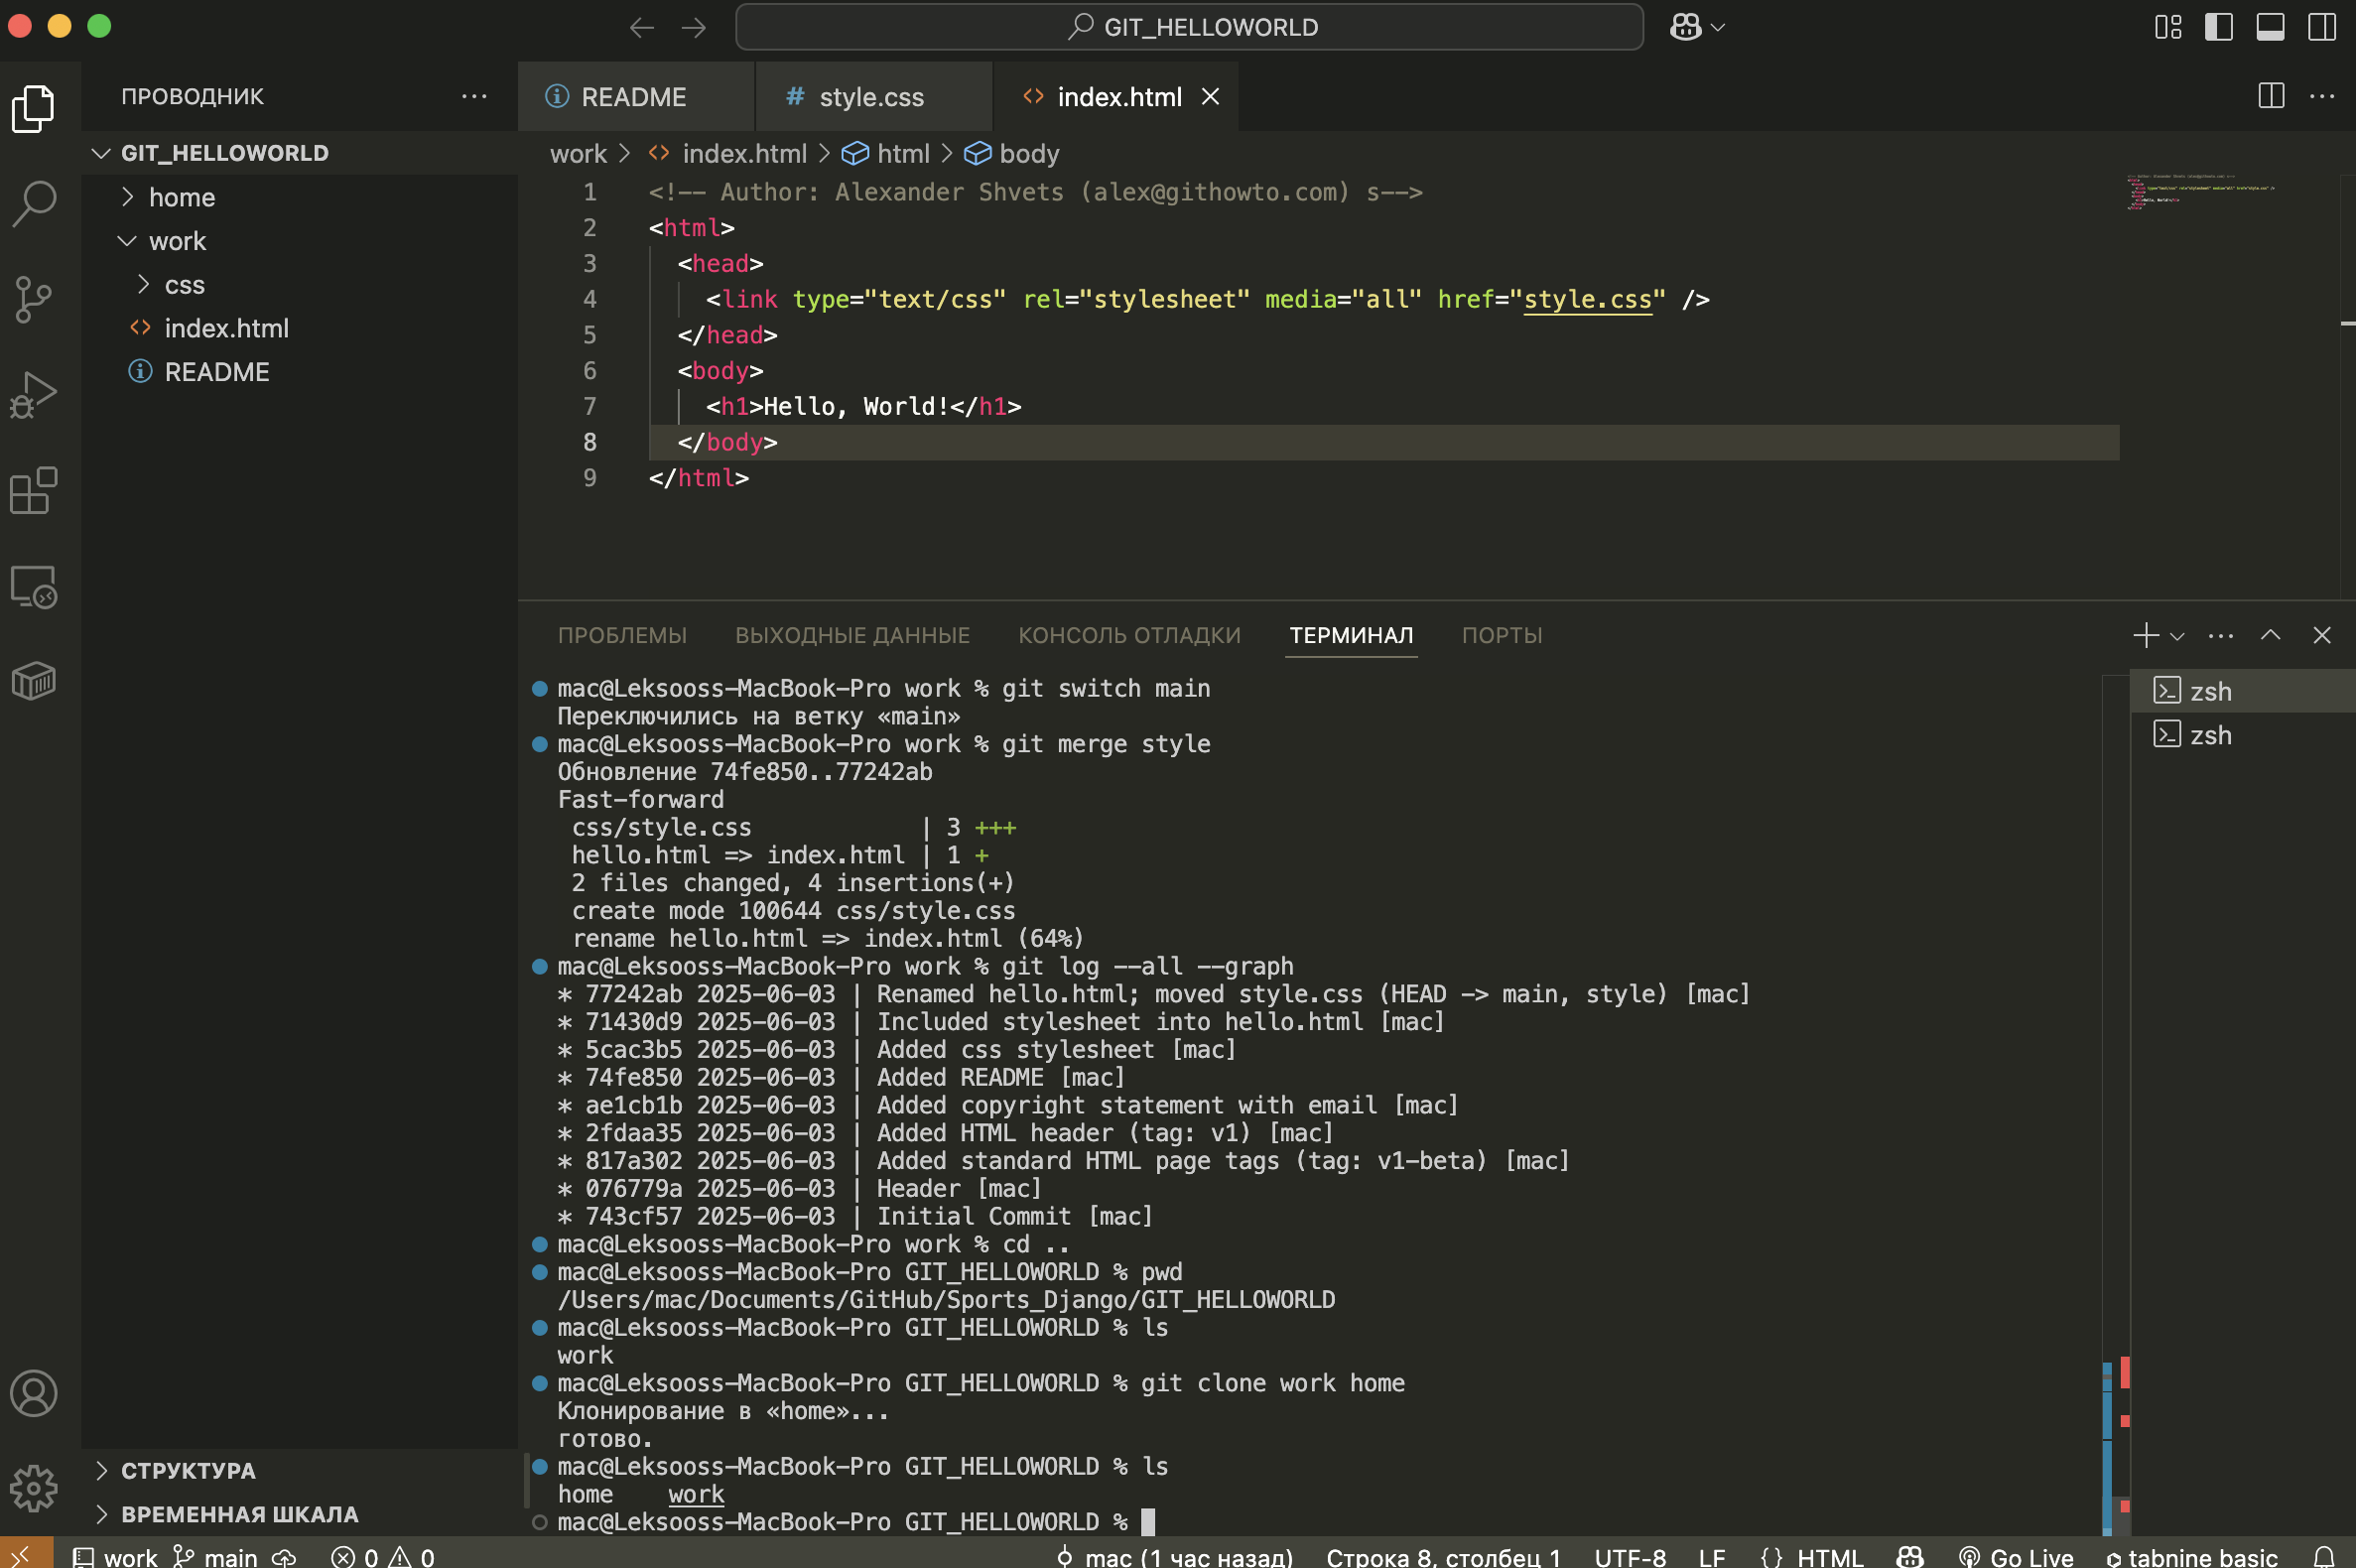 GIT_HELLOWORLD
ПРОВОДНИК
README
# style.css
index.html
GIT_HELLOWORLD
home
work
css
index.html
README
work > index.html > html > body
1 <!-- Author: Alexander Shvets (alex@githowto.com) s-->
2 <html>
3 <head>
4 <link type="text/css" rel="stylesheet" media="all" href="style.css" />
5 </head>
6 <body>
7 <h1>Hello, World!</h1>
8 </body>
9 </html>
ПРОБЛЕМЫ ВЫХОДНЫЕ ДАННЫЕ КОНСОЛЬ ОТЛАДКИ ТЕРМИНАЛ ПОРТЫ
zsh
zsh
mac@Leksooss-MacBook-Pro work % git switch main
Переключились на ветку «main»
mac@Leksooss-MacBook-Pro work % git merge style
Обновление 74fe850..77242ab
Fast-forward
css/style.css | 3 +++
hello.html => index.html | 1 +
2 files changed, 4 insertions(+)
create mode 100644 css/style.css
rename hello.html => index.html (64%)
mac@Leksooss-MacBook-Pro work % git log --all --graph
* 77242ab 2025-06-03 | Renamed hello.html; moved style.css (HEAD -> main, style) [mac]
* 71430d9 2025-06-03 | Included stylesheet into hello.html [mac]
* 5cac3b5 2025-06-03 | Added css stylesheet [mac]
* 74fe850 2025-06-03 | Added README [mac]
* ae1cb1b 2025-06-03 | Added copyright statement with email [mac]
* 2fdaa35 2025-06-03 | Added HTML header (tag: v1) [mac]
* 817a302 2025-06-03 | Added standard HTML page tags (tag: v1-beta) [mac]
* 076779a 2025-06-03 | Header [mac]
* 743cf57 2025-06-03 | Initial Commit [mac]
mac@Leksooss-MacBook-Pro work % cd ..
mac@Leksooss-MacBook-Pro GIT_HELLOWORLD % pwd
/Users/mac/Documents/GitHub/Sports_Django/GIT_HELLOWORLD
mac@Leksooss-MacBook-Pro GIT_HELLOWORLD % ls
work
mac@Leksooss-MacBook-Pro GIT_HELLOWORLD % git clone work home
Клонирование в «home»...
готово.
mac@Leksooss-MacBook-Pro GIT_HELLOWORLD % ls
home work
mac@Leksooss-MacBook-Pro GIT_HELLOWORLD %
СТРУКТУРА
ВРЕМЕННАЯ ШКАЛА
work main 0 0 mac (1 час назад) Строка 8, столбец 1 UTF-8 LF {} HTML Go Live tabnine basic